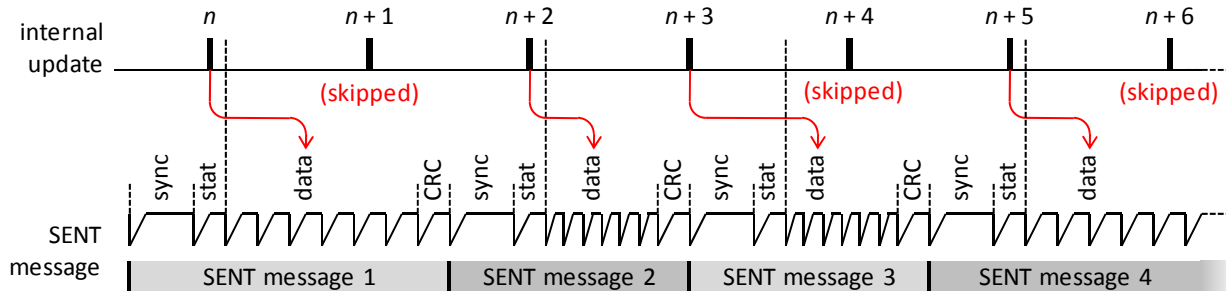 n n + 1 n + 2 n + 3 n + 4 n + 5 n + 6
internal
update
(skipped) (skipped) (skipped)
sync stat data CRC sync stat data CRC sync stat data CRC sync stat data
SENT
message
SENT message 1 SENT message 2 SENT message 3 SENT message 4